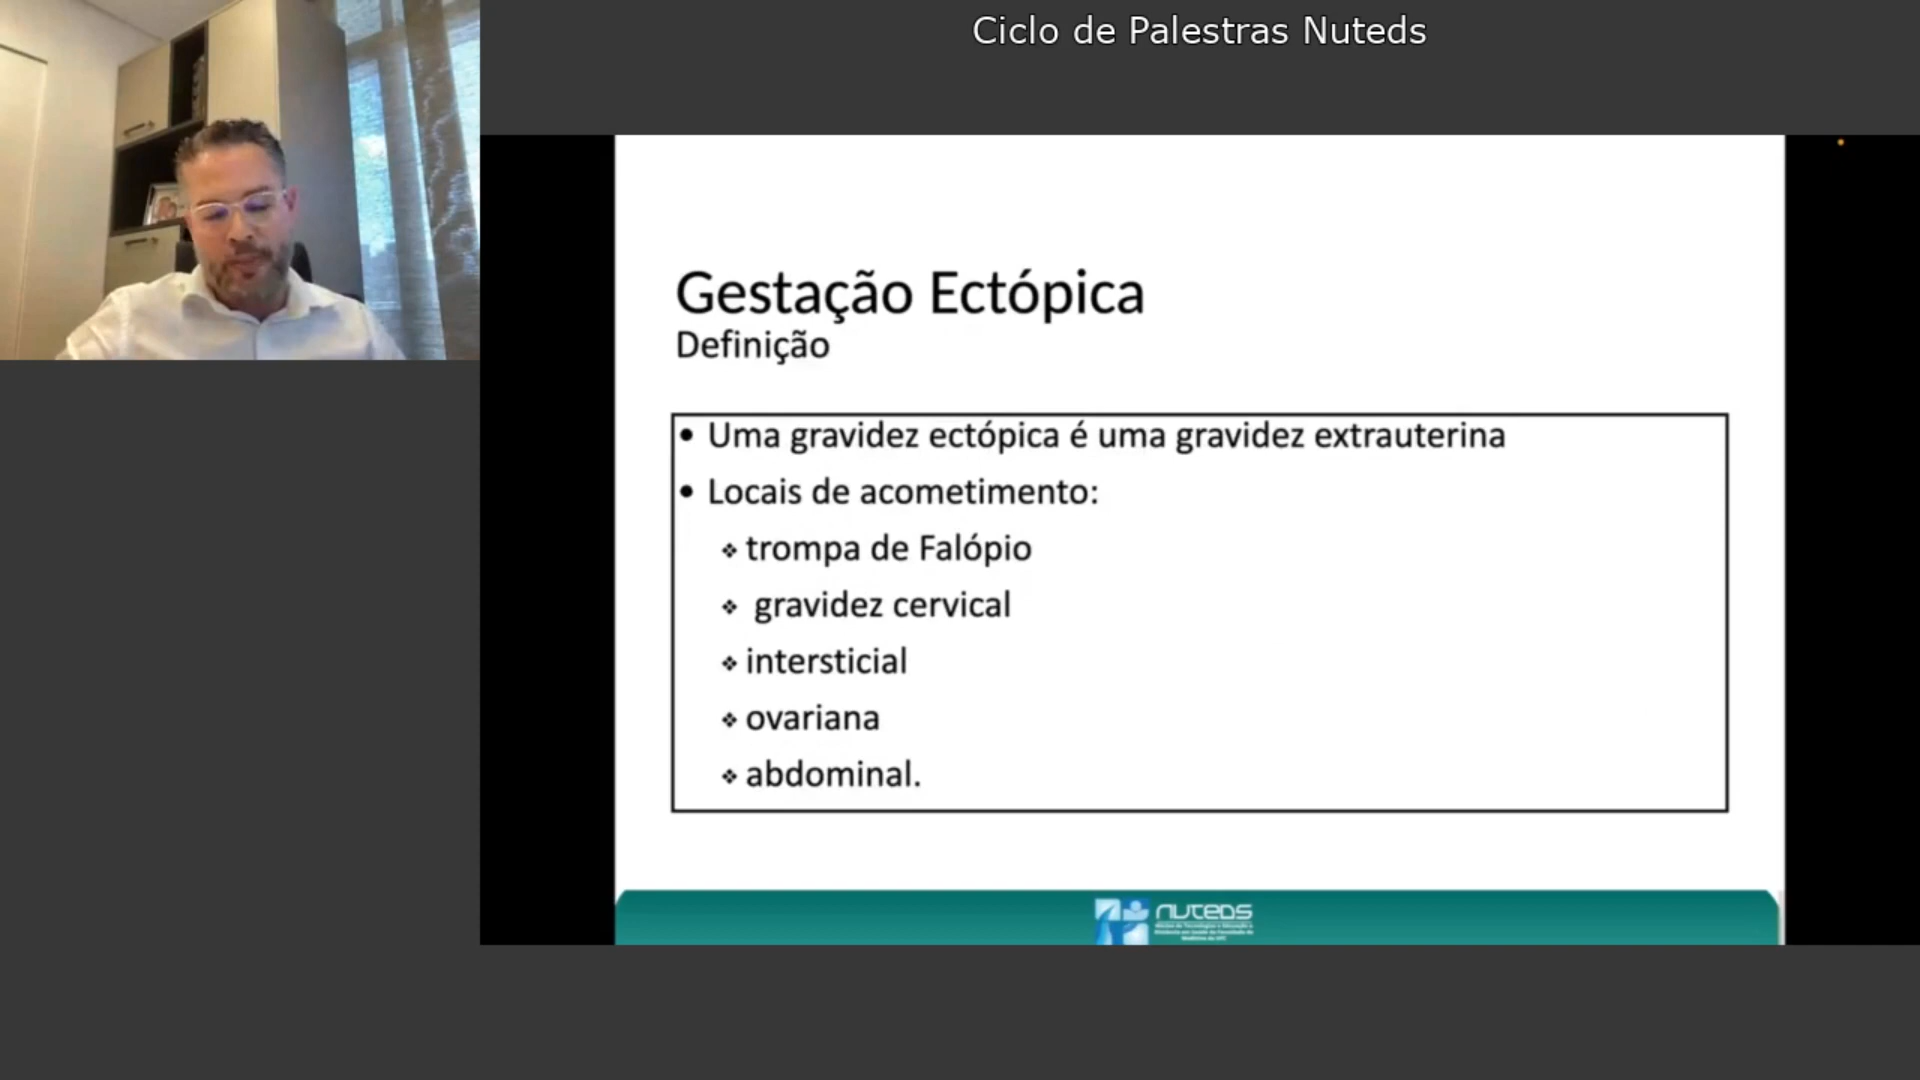 Ciclo de Palestras Nuteds
Gestação Ectópica
Definição
• Uma gravidez ectópica é uma gravidez extrauterina
• Locais de acometimento:
❖ trompa de Falópio
❖ gravidez cervical
❖ intersticial
❖ ovariana
❖ abdominal.
NUTEDS